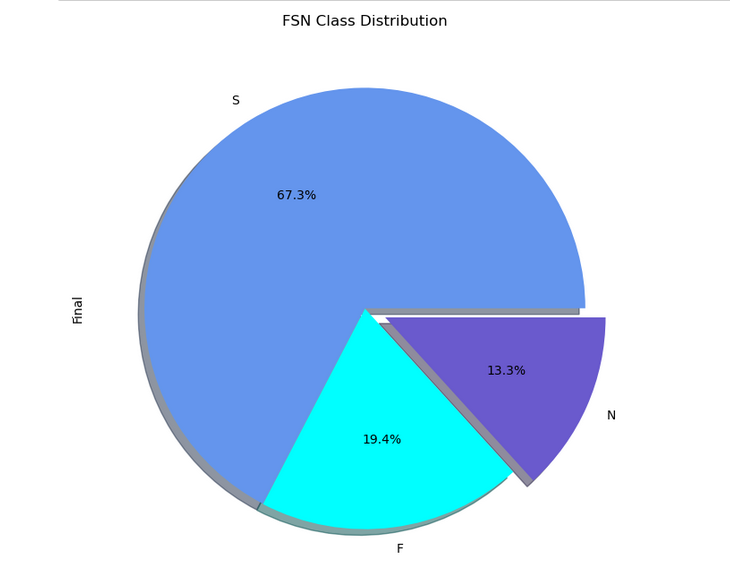 FSN Class Distribution
S
67.3%
Final
13.3%
N
19.4%
F